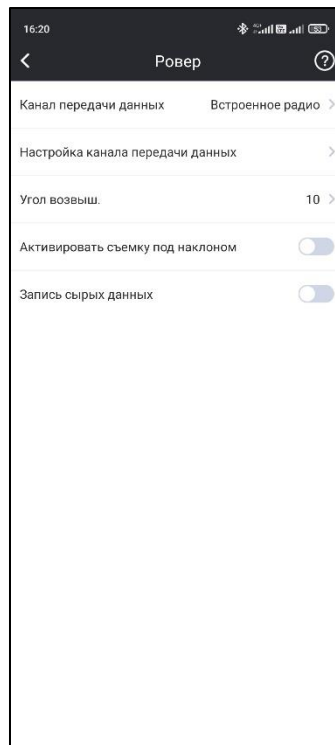 16:20
Ровер
Канал передачи данных Встроенное радио
Настройка канала передачи данных
Угол возвыш. 10
Активировать съемку под наклоном
Запись сырых данных